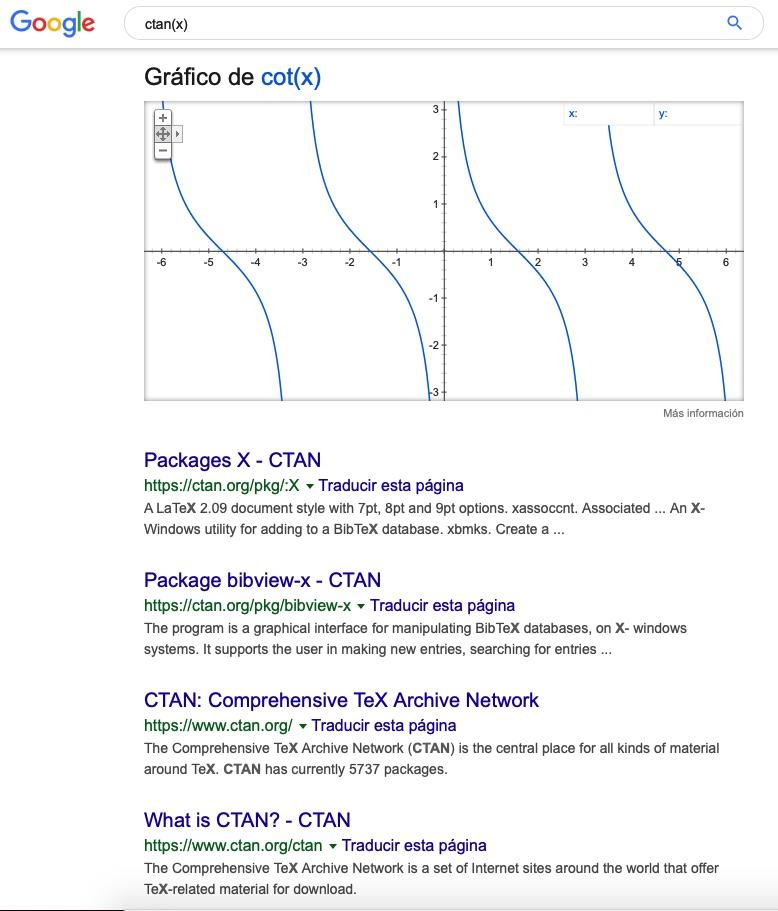 Google
ctan(x)
Gráfico de cot(x)
x: y:
3
2
1
-6 -5 -4 -3 -2 -1 1 2 3 4 5 6
-1
-2
-3
Más información
Packages X - CTAN
https://ctan.org/pkg/:X ▾ Traducir esta página
A LaTeX 2.09 document style with 7pt, 8pt and 9pt options. xassoccnt. Associated ... An X-
Windows utility for adding to a BibTeX database. xbmks. Create a ...
Package bibview-x - CTAN
https://ctan.org/pkg/bibview-x ▾ Traducir esta página
The program is a graphical interface for manipulating BibTeX databases, on X- windows
systems. It supports the user in making new entries, searching for entries ...
CTAN: Comprehensive TeX Archive Network
https://www.ctan.org/ ▾ Traducir esta página
The Comprehensive TeX Archive Network (CTAN) is the central place for all kinds of material
around TeX. CTAN has currently 5737 packages.
What is CTAN? - CTAN
https://www.ctan.org/ctan ▾ Traducir esta página
The Comprehensive TeX Archive Network is a set of Internet sites around the world that offer
TeX-related material for download.